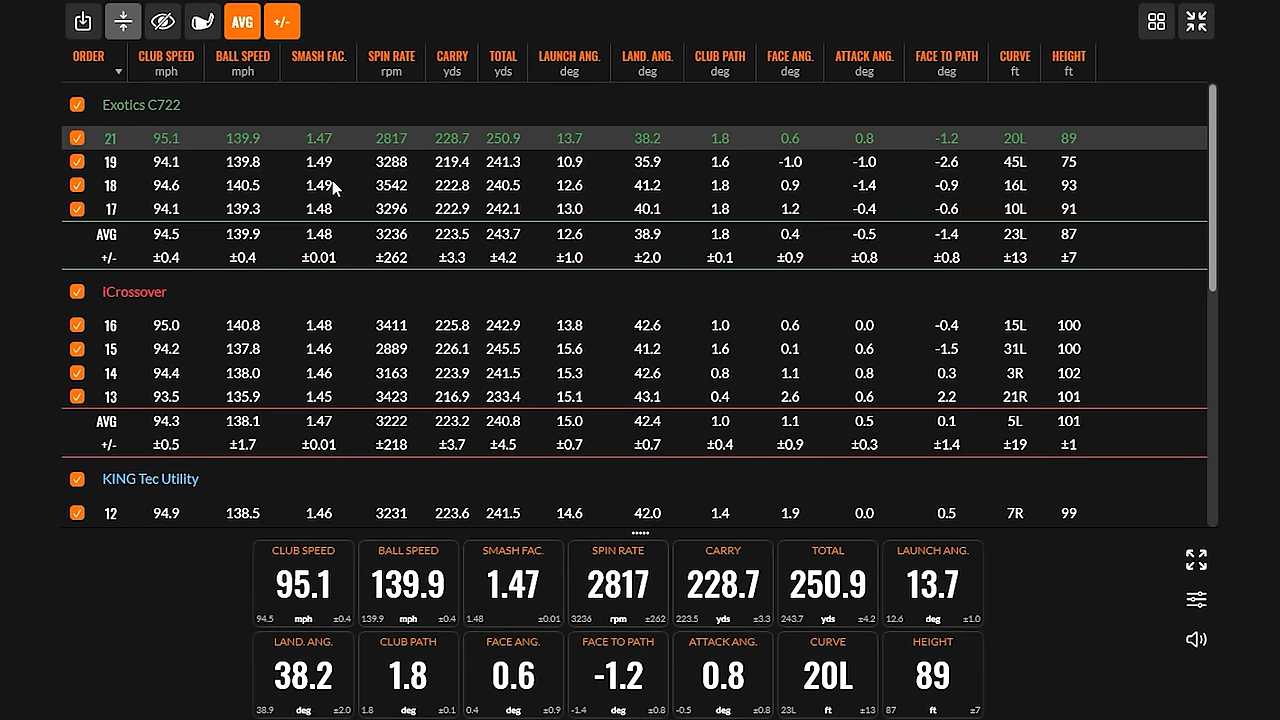 AVG +/-
ORDER CLUB SPEED BALL SPEED SMASH FAC. SPIN RATE CARRY TOTAL LAUNCH ANG. LAND. ANG. CLUB PATH FACE ANG. ATTACK ANG. FACE TO PATH CURVE HEIGHT
mph mph rpm yds yds deg deg deg deg deg deg ft ft
Exotics C722
21 95.1 139.9 1.47 2817 228.7 250.9 13.7 38.2 1.8 0.6 0.8 -1.2 20L 89
19 94.1 139.8 1.49 3288 219.4 241.3 10.9 35.9 1.6 -1.0 -1.0 -2.6 45L 75
18 94.6 140.5 1.49 3542 222.8 240.5 12.6 41.2 1.8 0.9 -1.4 -0.9 16L 93
17 94.1 139.3 1.48 3296 222.9 242.1 13.0 40.1 1.8 1.2 -0.4 -0.6 10L 91
AVG 94.5 139.9 1.48 3236 223.5 243.7 12.6 38.9 1.8 0.4 -0.5 -1.4 23L 87
+/- ±0.4 ±0.4 ±0.01 ±262 ±3.3 ±4.2 ±1.0 ±2.0 ±0.1 ±0.9 ±0.8 ±0.8 ±13 ±7
iCrossover
16 95.0 140.8 1.48 3411 225.8 242.9 13.8 42.6 1.0 0.6 0.0 -0.4 15L 100
15 94.2 137.8 1.46 2889 226.1 245.5 15.6 41.2 1.6 0.1 0.6 -1.5 31L 100
14 94.4 138.0 1.46 3163 223.9 241.5 15.3 42.6 0.8 1.1 0.8 0.3 3R 102
13 93.5 135.9 1.45 3423 216.9 233.4 15.1 43.1 0.4 2.6 0.6 2.2 21R 101
AVG 94.3 138.1 1.47 3222 223.2 240.8 15.0 42.4 1.0 1.1 0.5 0.1 5L 101
+/- ±0.5 ±1.7 ±0.01 ±218 ±3.7 ±4.5 ±0.7 ±0.7 ±0.4 ±0.9 ±0.3 ±1.4 ±19 ±1
KING Tec Utility
12 94.9 138.5 1.46 3231 223.6 241.5 14.6 42.0 1.4 1.9 0.0 0.5 7R 99
CLUB SPEED BALL SPEED SMASH FAC. SPIN RATE CARRY TOTAL LAUNCH ANG.
95.1 139.9 1.47 2817 228.7 250.9 13.7
94.5 mph ±0.4 139.9 mph ±0.4 1.48 ±0.01 3236 rpm ±262 223.5 yds ±3.3 243.7 yds ±4.2 12.6 deg ±1.0
LAND. ANG. CLUB PATH FACE ANG. FACE TO PATH ATTACK ANG. CURVE HEIGHT
38.2 1.8 0.6 -1.2 0.8 20L 89
38.9 deg ±2.0 1.8 deg ±0.1 0.4 deg ±0.9 -1.4 deg ±0.8 -0.5 deg ±0.8 23L ft ±13 87 ft ±7